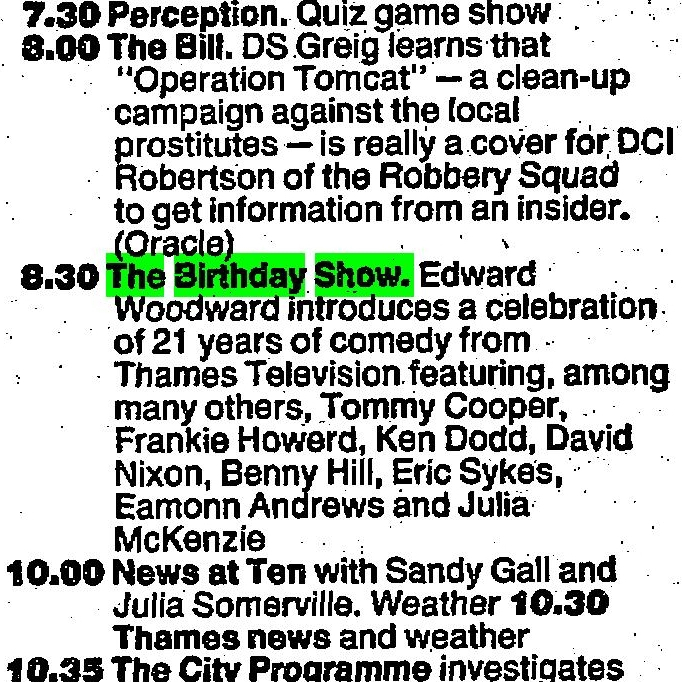 7.30 Perception. Quiz game show
8.00 The Bill. DS Greig learns that
"Operation Tomcat" — a clean-up
campaign against the local
prostitutes — is really a cover for DCI
Robertson of the Robbery Squad
to get information from an insider.
(Oracle)
8.30 The Birthday Show. Edward
Woodward introduces a celebration
of 21 years of comedy from
Thames Television featuring, among
many others, Tommy Cooper,
Frankie Howerd, Ken Dodd, David
Nixon, Benny Hill, Eric Sykes,
Eamonn Andrews and Julia
McKenzie
10.00 News at Ten with Sandy Gall and
Julia Somerville. Weather 10.30
Thames news and weather
10.35 The City Programme investigates